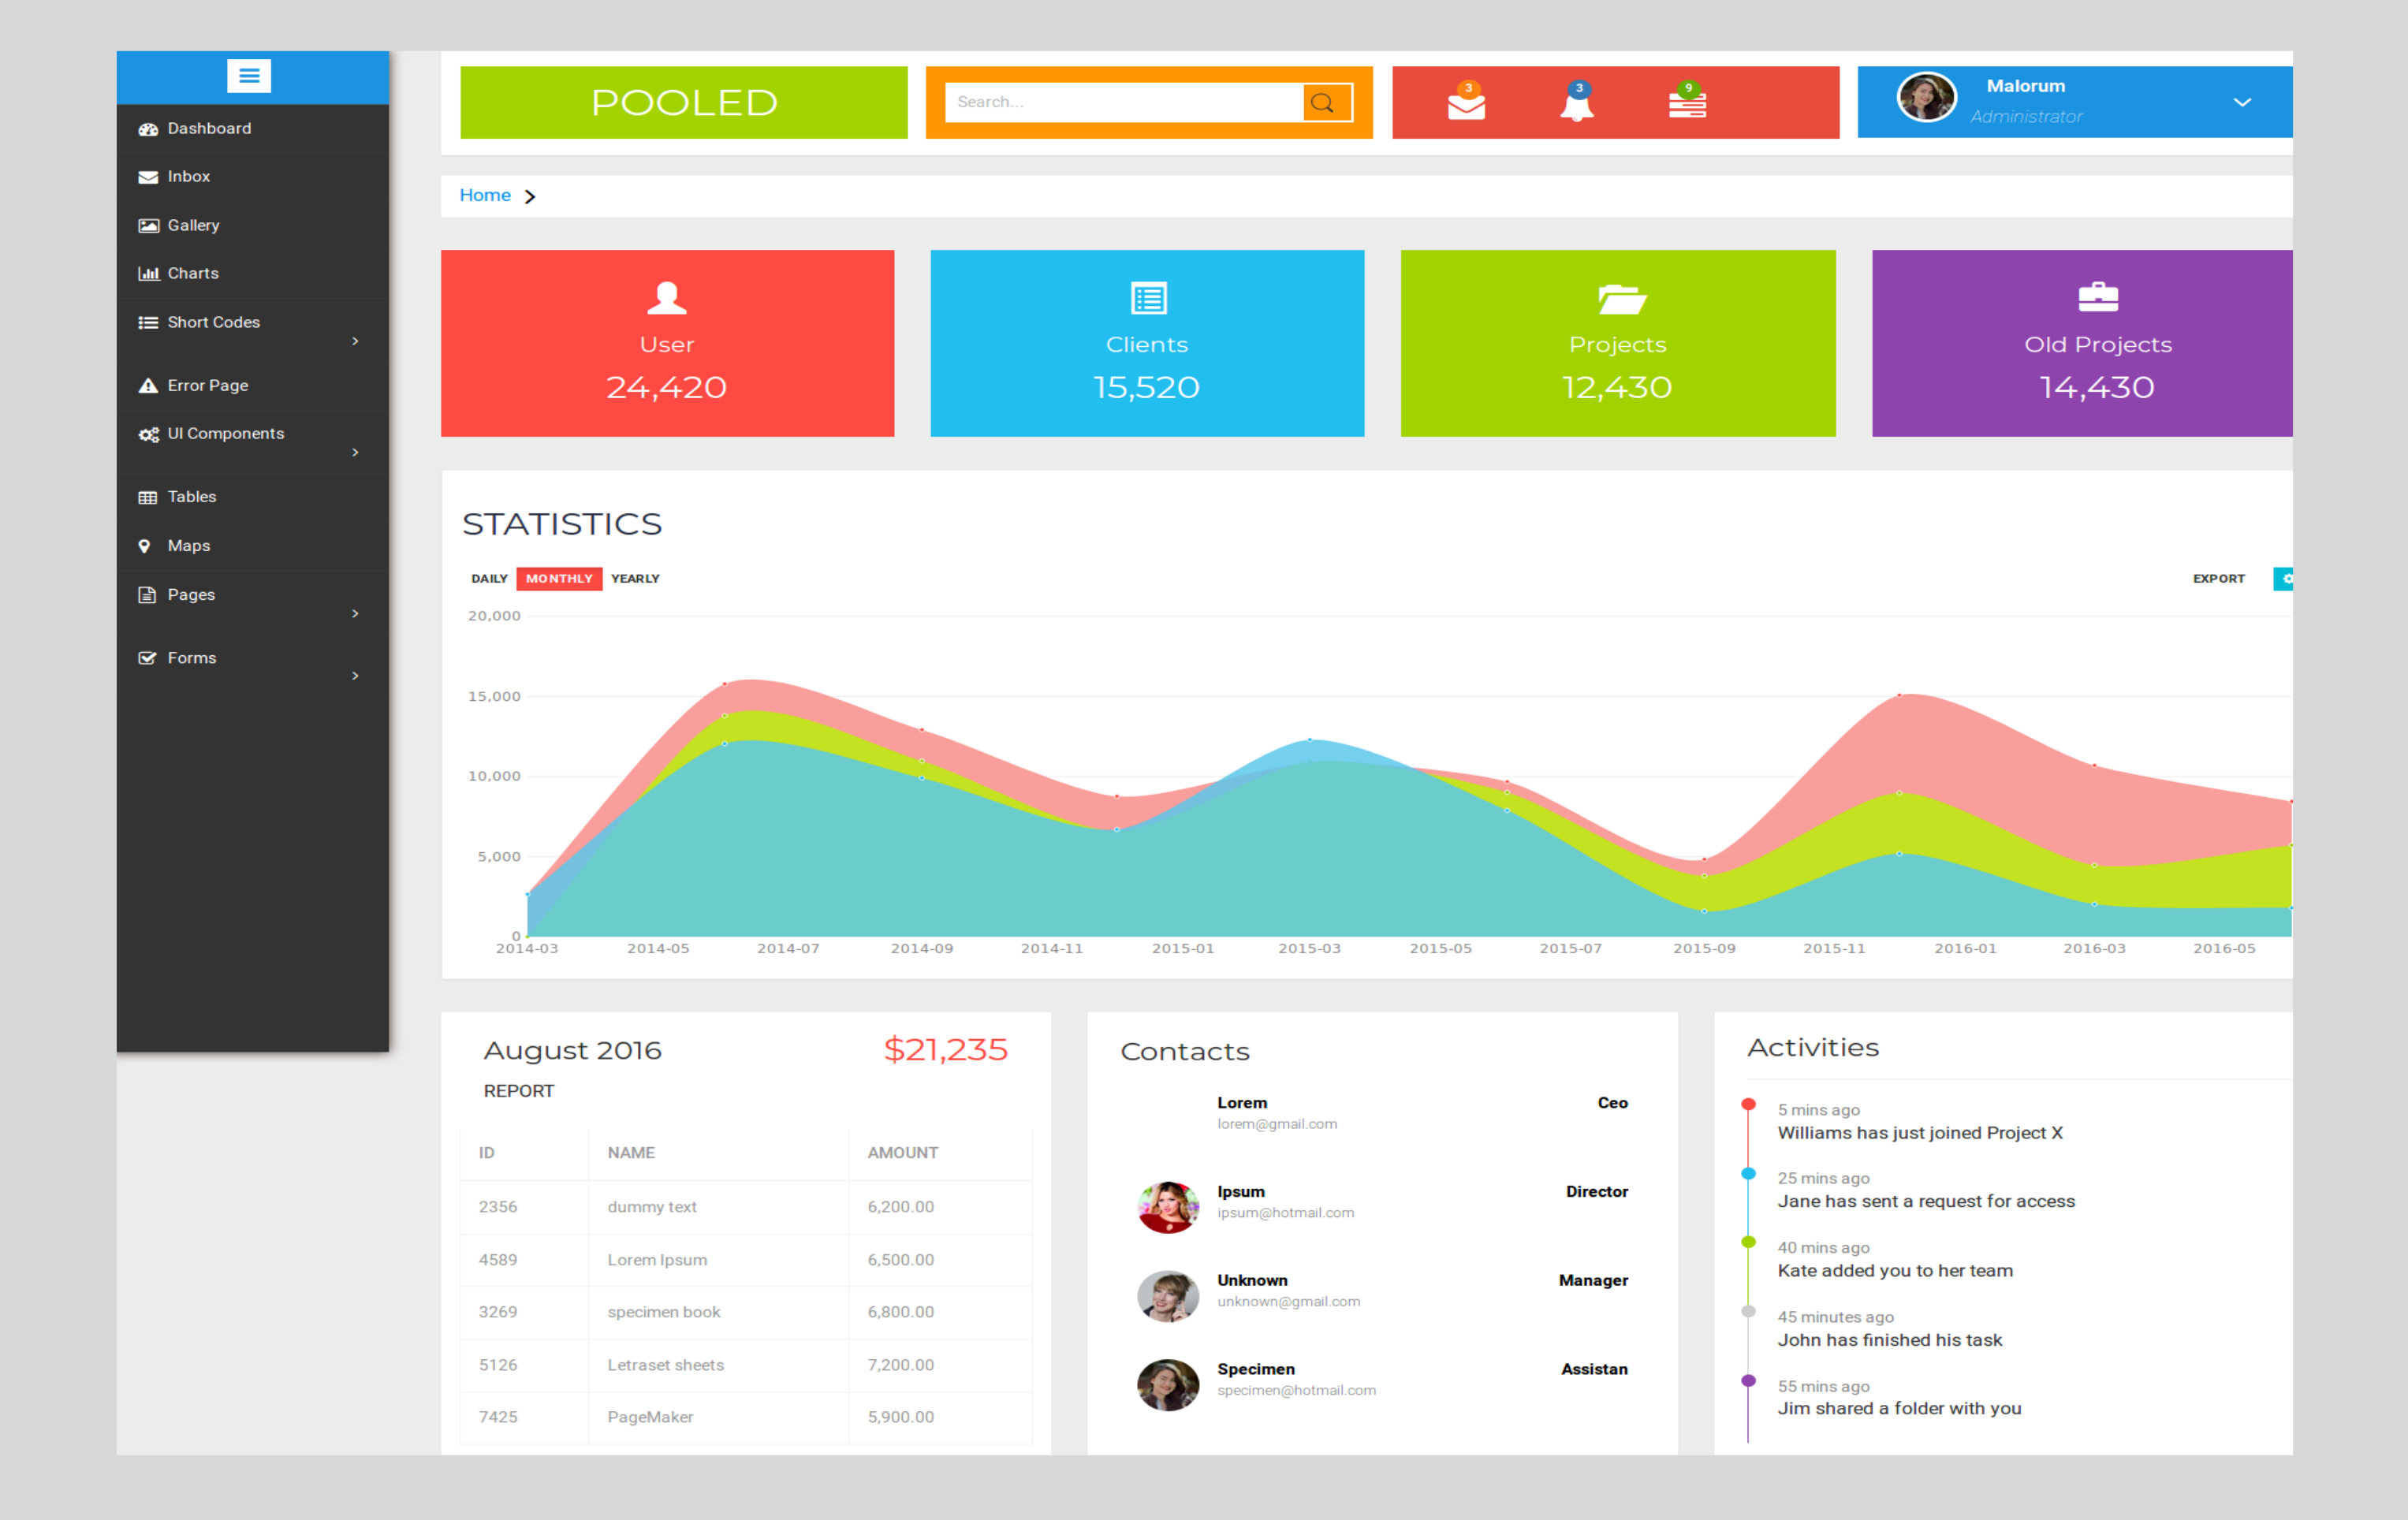 POOLED
Search...
3
3
9
Malorum
Administrator
Dashboard
Inbox
Gallery
Charts
Short Codes
Error Page
UI Components
Tables
Maps
Pages
Forms
Home
User
24,420
Clients
15,520
Projects
12,430
Old Projects
14,430
STATISTICS
DAILY MONTHLY YEARLY
EXPORT
20,000
15,000
10,000
5,000
0
2014-03 2014-05 2014-07 2014-09 2014-11 2015-01 2015-03 2015-05 2015-07 2015-09 2015-11 2016-01 2016-03 2016-05
August 2016 $21,235
REPORT
ID NAME AMOUNT
2356 dummy text 6,200.00
4589 Lorem Ipsum 6,500.00
3269 specimen book 6,800.00
5126 Letraset sheets 7,200.00
7425 PageMaker 5,900.00
Contacts
Lorem Ceo
lorem@gmail.com
Ipsum Director
ipsum@hotmail.com
Unknown Manager
unknown@gmail.com
Specimen Assistan
specimen@hotmail.com
Activities
5 mins ago
Williams has just joined Project X
25 mins ago
Jane has sent a request for access
40 mins ago
Kate added you to her team
45 minutes ago
John has finished his task
55 mins ago
Jim shared a folder with you